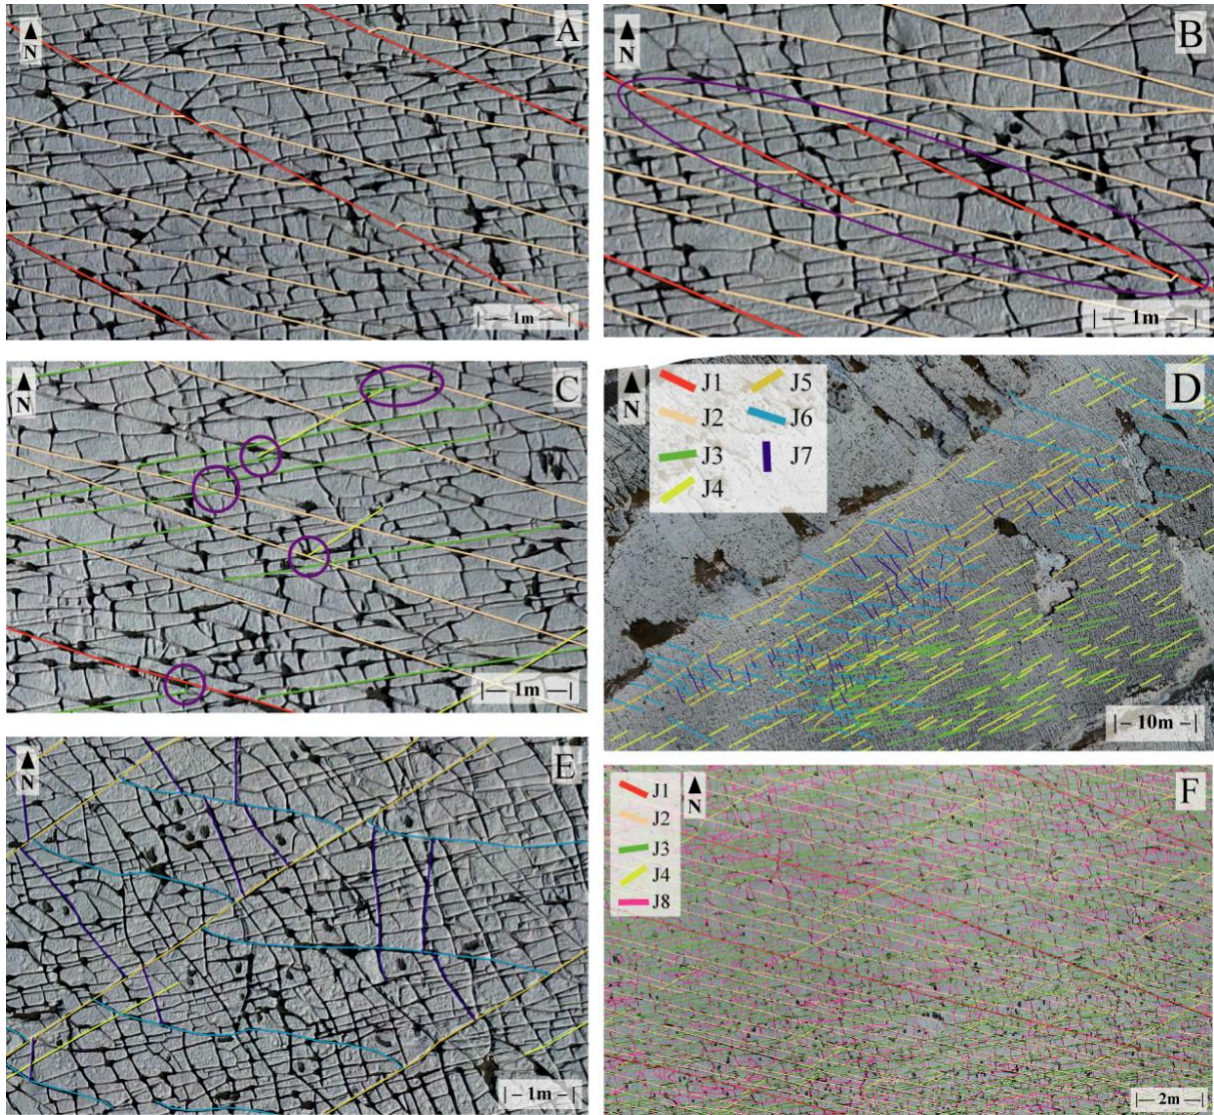 A
N
|— 1m —|
B
N
|— 1m —|
C
N
|— 1m —|
D
N
J1
J2
J3
J4
J5
J6
J7
|– 10m –|
E
N
|– 1m –|
F
N
J1
J2
J3
J4
J8
|— 2m —|